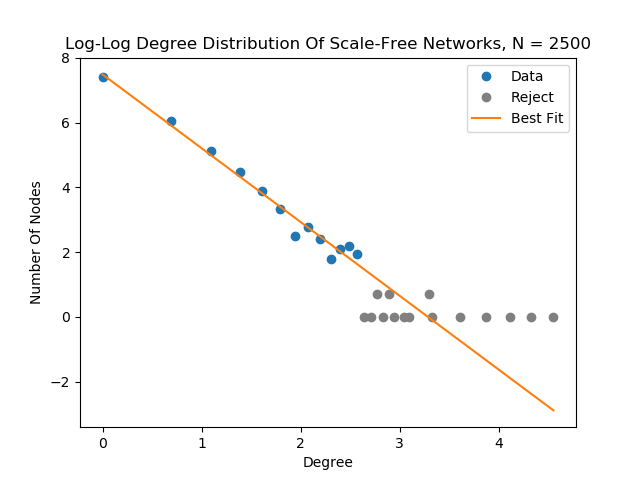 Log-Log Degree Distribution Of Scale-Free Networks, N = 2500
Data
Reject
Best Fit
Number Of Nodes
8
6
4
2
0
−2
0 1 2 3 4
Degree